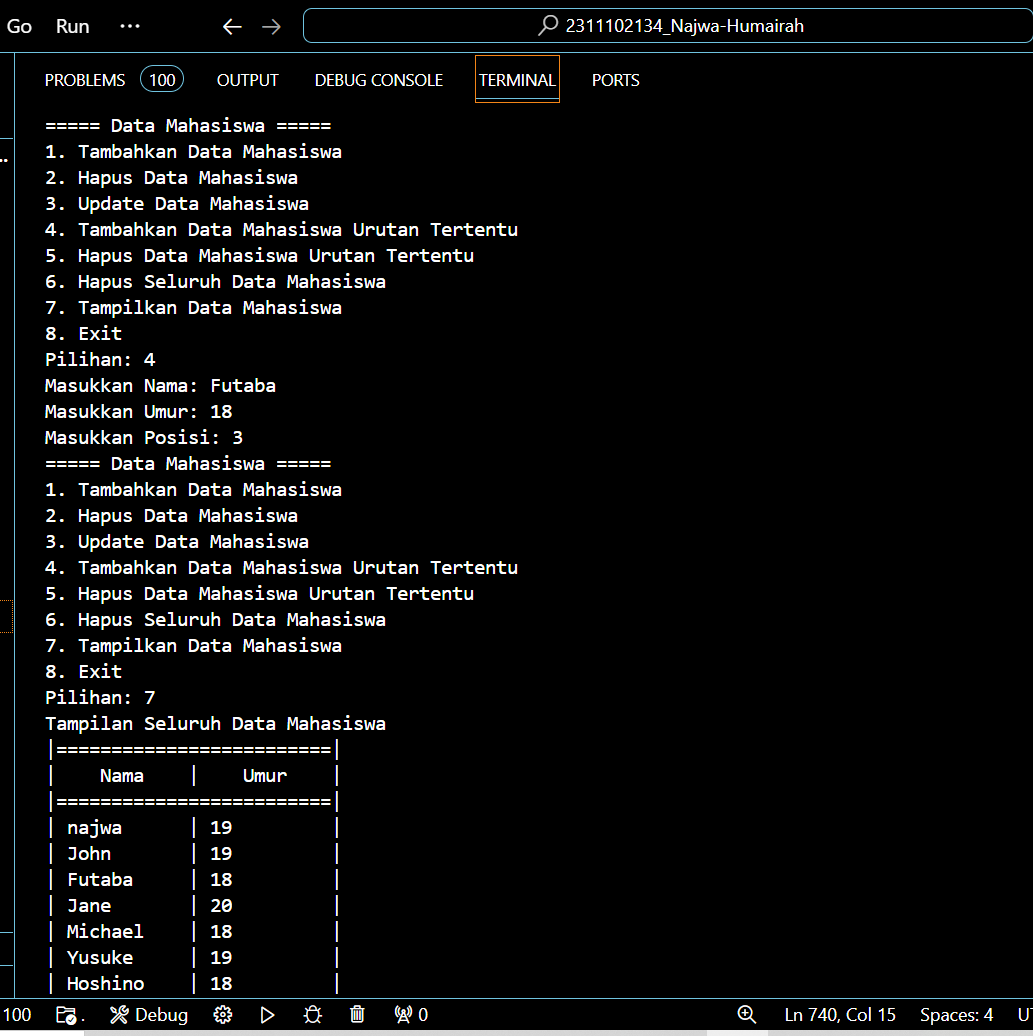 Go Run ··· 2311102134_Najwa-Humairah
PROBLEMS 100 OUTPUT DEBUG CONSOLE TERMINAL PORTS
===== Data Mahasiswa =====
1. Tambahkan Data Mahasiswa
2. Hapus Data Mahasiswa
3. Update Data Mahasiswa
4. Tambahkan Data Mahasiswa Urutan Tertentu
5. Hapus Data Mahasiswa Urutan Tertentu
6. Hapus Seluruh Data Mahasiswa
7. Tampilkan Data Mahasiswa
8. Exit
Pilihan: 4
Masukkan Nama: Futaba
Masukkan Umur: 18
Masukkan Posisi: 3
===== Data Mahasiswa =====
1. Tambahkan Data Mahasiswa
2. Hapus Data Mahasiswa
3. Update Data Mahasiswa
4. Tambahkan Data Mahasiswa Urutan Tertentu
5. Hapus Data Mahasiswa Urutan Tertentu
6. Hapus Seluruh Data Mahasiswa
7. Tampilkan Data Mahasiswa
8. Exit
Pilihan: 7
Tampilan Seluruh Data Mahasiswa
|=========================|
|    Nama    |    Umur    |
|=========================|
| najwa      | 19         |
| John       | 19         |
| Futaba     | 18         |
| Jane       | 20         |
| Michael    | 18         |
| Yusuke     | 19         |
| Hoshino    | 18         |
100 . Debug 0 Ln 740, Col 15 Spaces: 4